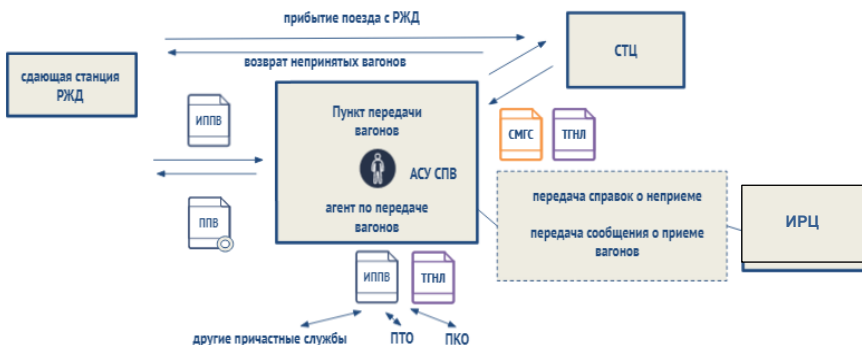 прибытие поезда с РЖД
возврат непринятых вагонов
сдающая станция
РЖД
СТЦ
ИППВ
ППВ
Пункт передачи
вагонов
АСУ СПВ
агент по передаче
вагонов
СМГС
ТГНЛ
передача справок о неприеме
передача сообщения о приеме
вагонов
ИРЦ
ИППВ
ТГНЛ
другие причастные службы
ПТО
ПКО